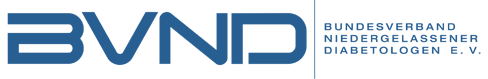 BVND
BUNDESVERBAND
NIEDERGELASSENER
DIABETOLOGEN E. V.